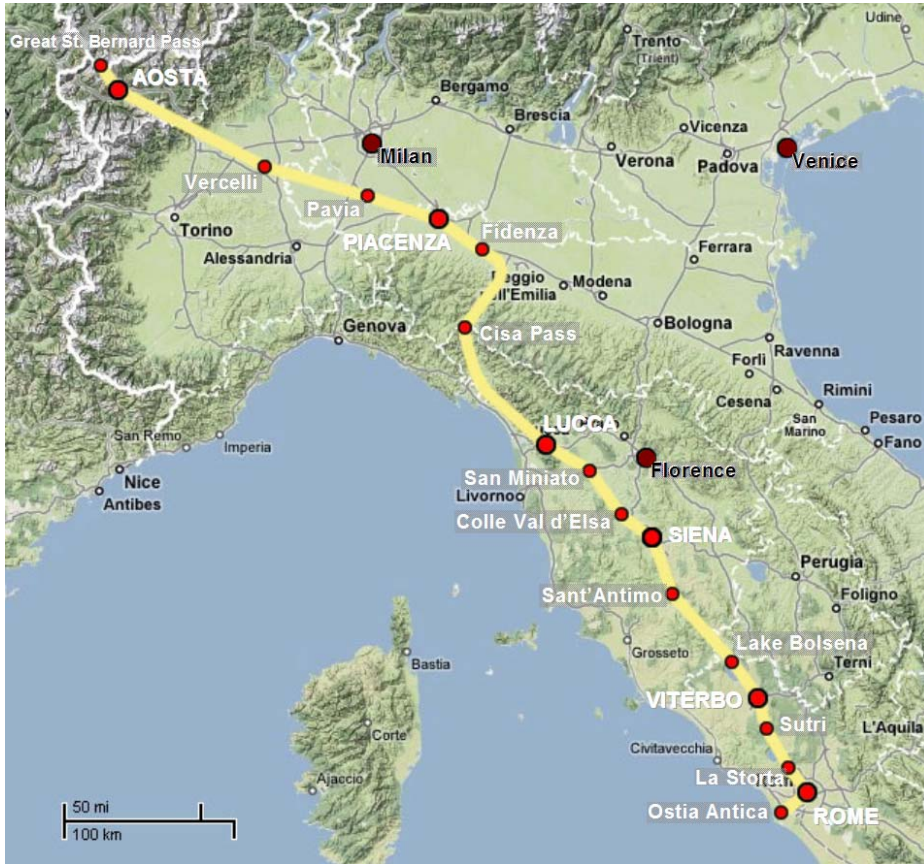 Udine
Great St. Bernard Pass
Trento
(Trient)
AOSTA
Bergamo
Brescia
Vicenza
Milan
Verona
Padova
Venice
Vercelli
Pavia
Torino
PIACENZA
Fidenza
Alessandria
Ferrara
Reggio
nell'Emilia
Modena
Genova
Cisa Pass
Bologna
Ravenna
Forlì
Cesena
Rimini
San
Marino
Pesaro
Fano
San Remo
Imperia
LUCCA
Florence
San Miniato
Nice
Antibes
Livorno
Colle Val d'Elsa
SIENA
Perugia
Sant'Antimo
Foligno
Grosseto
Lake Bolsena
Bastia
Terni
VITERBO
Sutri
L'Aquila
Corte
Civitavecchia
La Storta
Ajaccio
Ostia Antica
ROME
50 mi
100 km